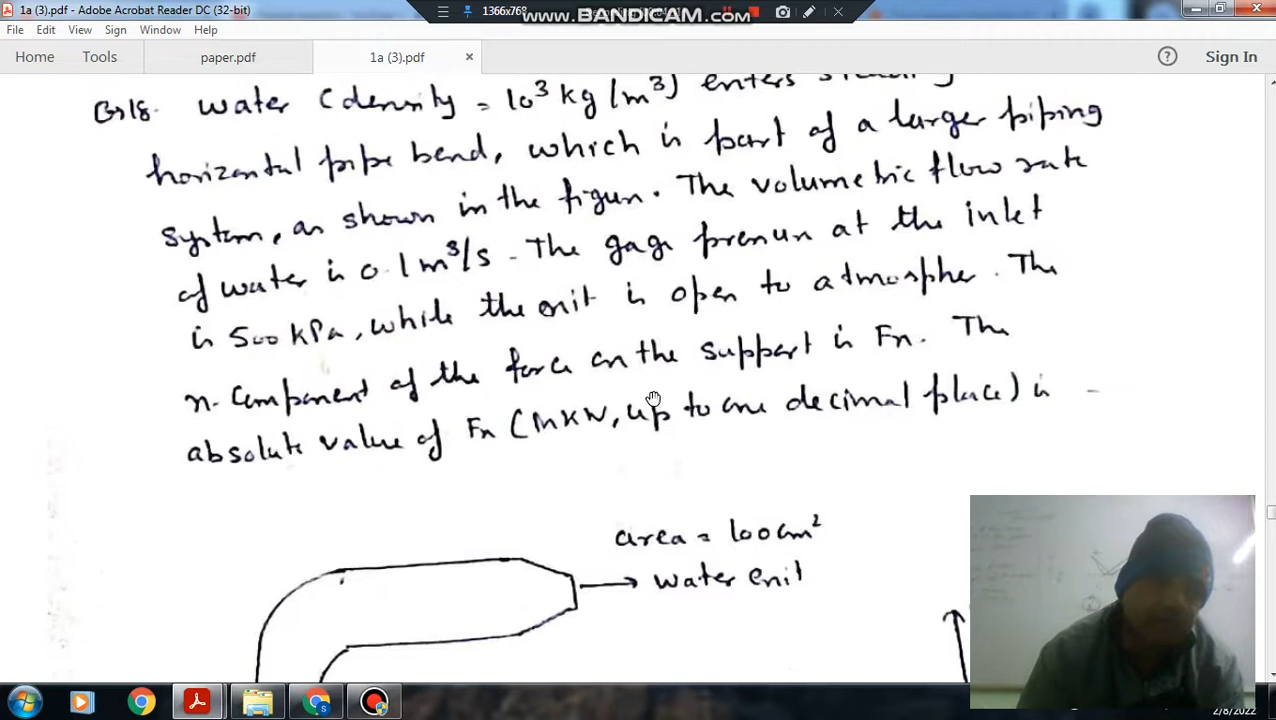 1a (3).pdf - Adobe Acrobat Reader DC (32-bit)
1366x768
www.BANDICAM.com
File Edit View Sign Window Help
Home Tools paper.pdf 1a (3).pdf × ? Sign In
water (density = 10³ kg/m³) enters
horizontal pipe bend, which is part of a larger piping
system, as shown in the figure. The volumetric flow rate
of water is 0.1 m³/s. The gage pressure at the inlet
is 500 kPa, while the exit is open to atmosphere. The
x-component of the force on the support is Fx. The
absolute value of Fx (in kN, up to one decimal place) is -
area = 100 cm²
→ water exit
2/8/2022